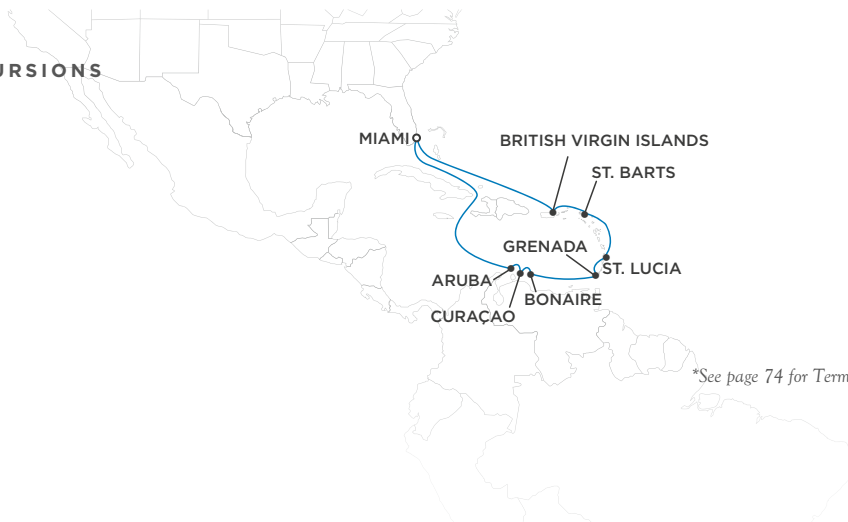 URSIONS
MIAMI
BRITISH VIRGIN ISLANDS
ST. BARTS
GRENADA
ST. LUCIA
ARUBA
BONAIRE
CURAÇAO
*See page 74 for Term